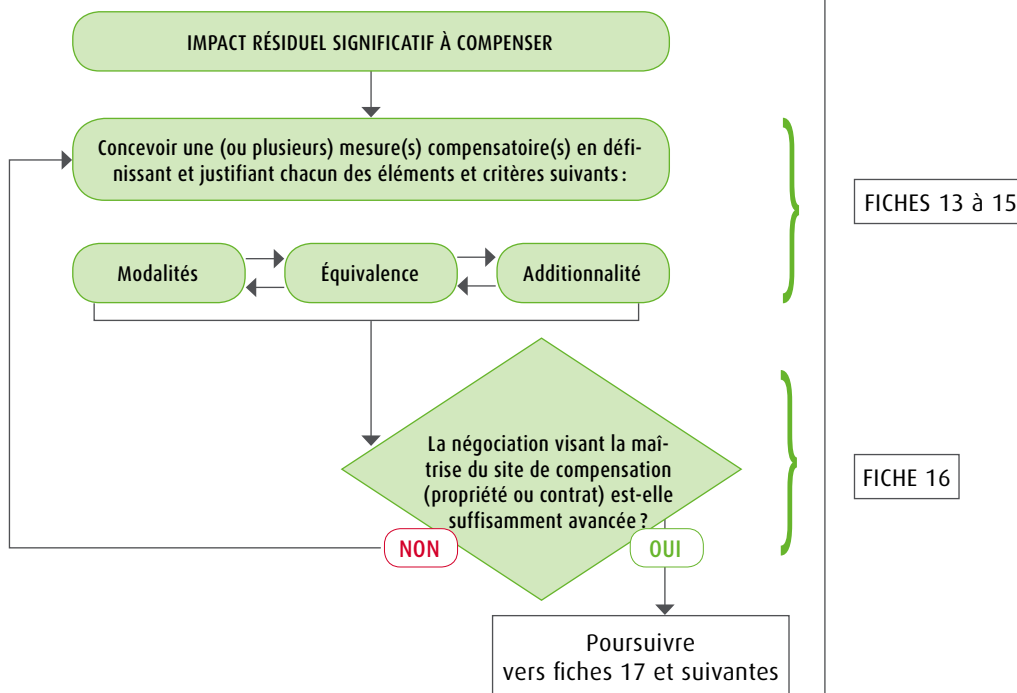 IMPACT RÉSIDUEL SIGNIFICATIF À COMPENSER
Concevoir une (ou plusieurs) mesure(s) compensatoire(s) en défi-
nissant et justifiant chacun des éléments et critères suivants :
FICHES 13 à 15
Modalités
Équivalence
Additionnalité
La négociation visant la maî-
trise du site de compensation
(propriété ou contrat) est-elle
suffisamment avancée ?
FICHE 16
NON
OUI
Poursuivre
vers fiches 17 et suivantes